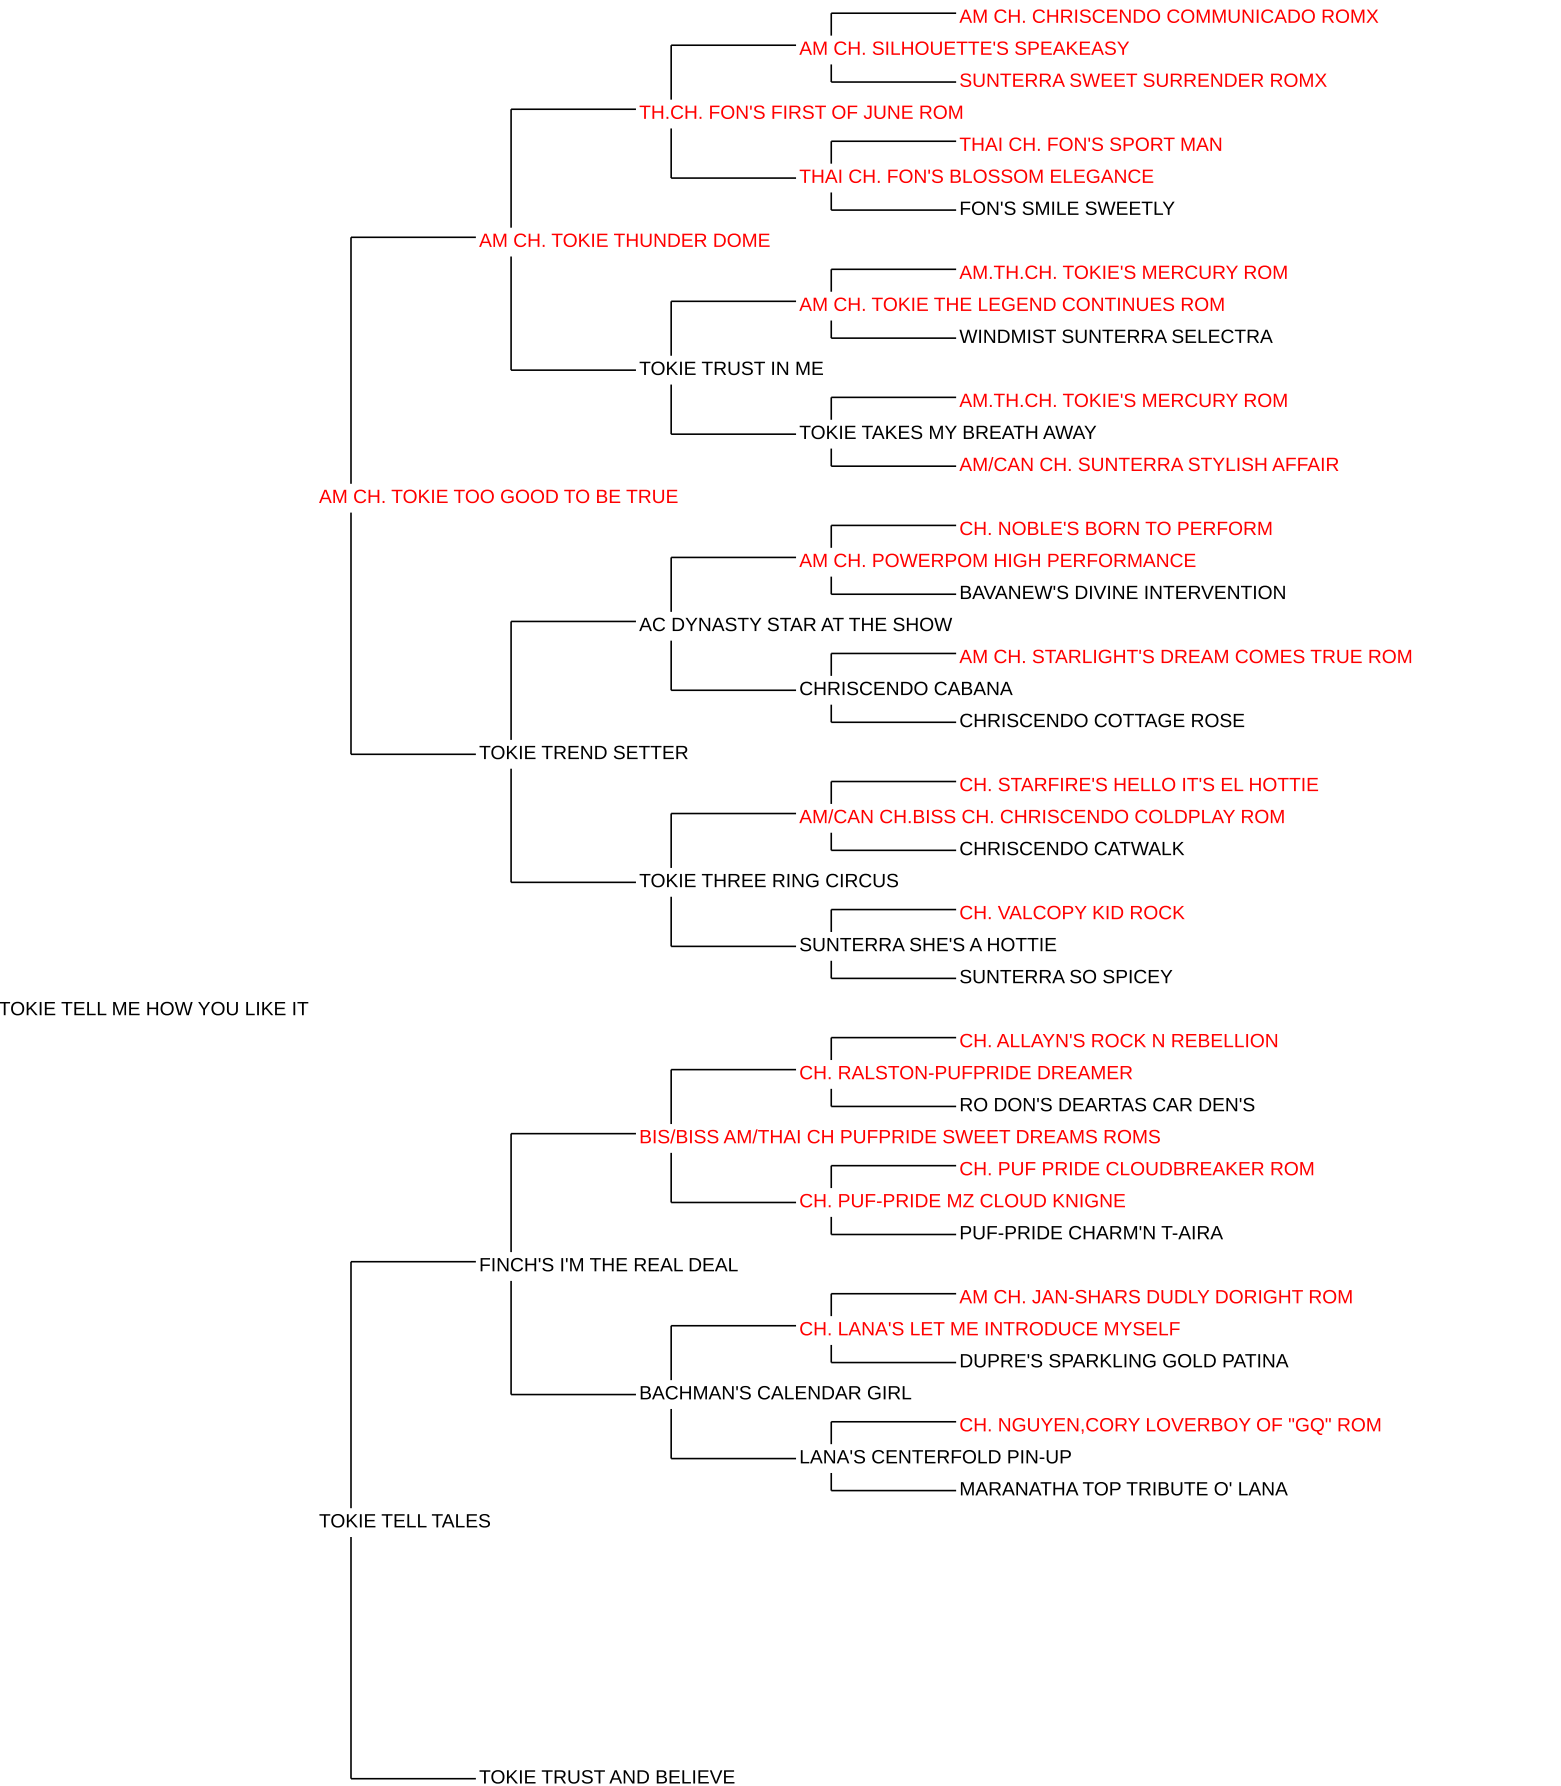 AM CH. CHRISCENDO COMMUNICADO ROMX
AM CH. SILHOUETTE'S SPEAKEASY
SUNTERRA SWEET SURRENDER ROMX
TH.CH. FON'S FIRST OF JUNE ROM
THAI CH. FON'S SPORT MAN
THAI CH. FON'S BLOSSOM ELEGANCE
FON'S SMILE SWEETLY
AM CH. TOKIE THUNDER DOME
AM.TH.CH. TOKIE'S MERCURY ROM
AM CH. TOKIE THE LEGEND CONTINUES ROM
WINDMIST SUNTERRA SELECTRA
TOKIE TRUST IN ME
AM.TH.CH. TOKIE'S MERCURY ROM
TOKIE TAKES MY BREATH AWAY
AM/CAN CH. SUNTERRA STYLISH AFFAIR
AM CH. TOKIE TOO GOOD TO BE TRUE
CH. NOBLE'S BORN TO PERFORM
AM CH. POWERPOM HIGH PERFORMANCE
BAVANEW'S DIVINE INTERVENTION
AC DYNASTY STAR AT THE SHOW
AM CH. STARLIGHT'S DREAM COMES TRUE ROM
CHRISCENDO CABANA
CHRISCENDO COTTAGE ROSE
TOKIE TREND SETTER
CH. STARFIRE'S HELLO IT'S EL HOTTIE
AM/CAN CH.BISS CH. CHRISCENDO COLDPLAY ROM
CHRISCENDO CATWALK
TOKIE THREE RING CIRCUS
CH. VALCOPY KID ROCK
SUNTERRA SHE'S A HOTTIE
SUNTERRA SO SPICEY
TOKIE TELL ME HOW YOU LIKE IT
CH. ALLAYN'S ROCK N REBELLION
CH. RALSTON-PUFPRIDE DREAMER
RO DON'S DEARTAS CAR DEN'S
BIS/BISS AM/THAI CH PUFPRIDE SWEET DREAMS ROMS
CH. PUF PRIDE CLOUDBREAKER ROM
CH. PUF-PRIDE MZ CLOUD KNIGNE
PUF-PRIDE CHARM'N T-AIRA
FINCH'S I'M THE REAL DEAL
AM CH. JAN-SHARS DUDLY DORIGHT ROM
CH. LANA'S LET ME INTRODUCE MYSELF
DUPRE'S SPARKLING GOLD PATINA
BACHMAN'S CALENDAR GIRL
CH. NGUYEN,CORY LOVERBOY OF "GQ" ROM
LANA'S CENTERFOLD PIN-UP
MARANATHA TOP TRIBUTE O' LANA
TOKIE TELL TALES
TOKIE TRUST AND BELIEVE